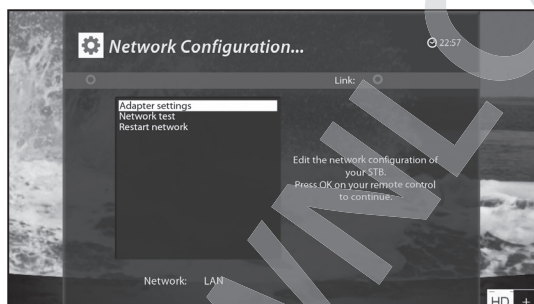 Network Configuration...
22:57
Link:
Adapter settings
Network test
Restart network
Edit the network configuration of
your STB.
Press OK on your remote control
to continue.
Network: LAN
HD +